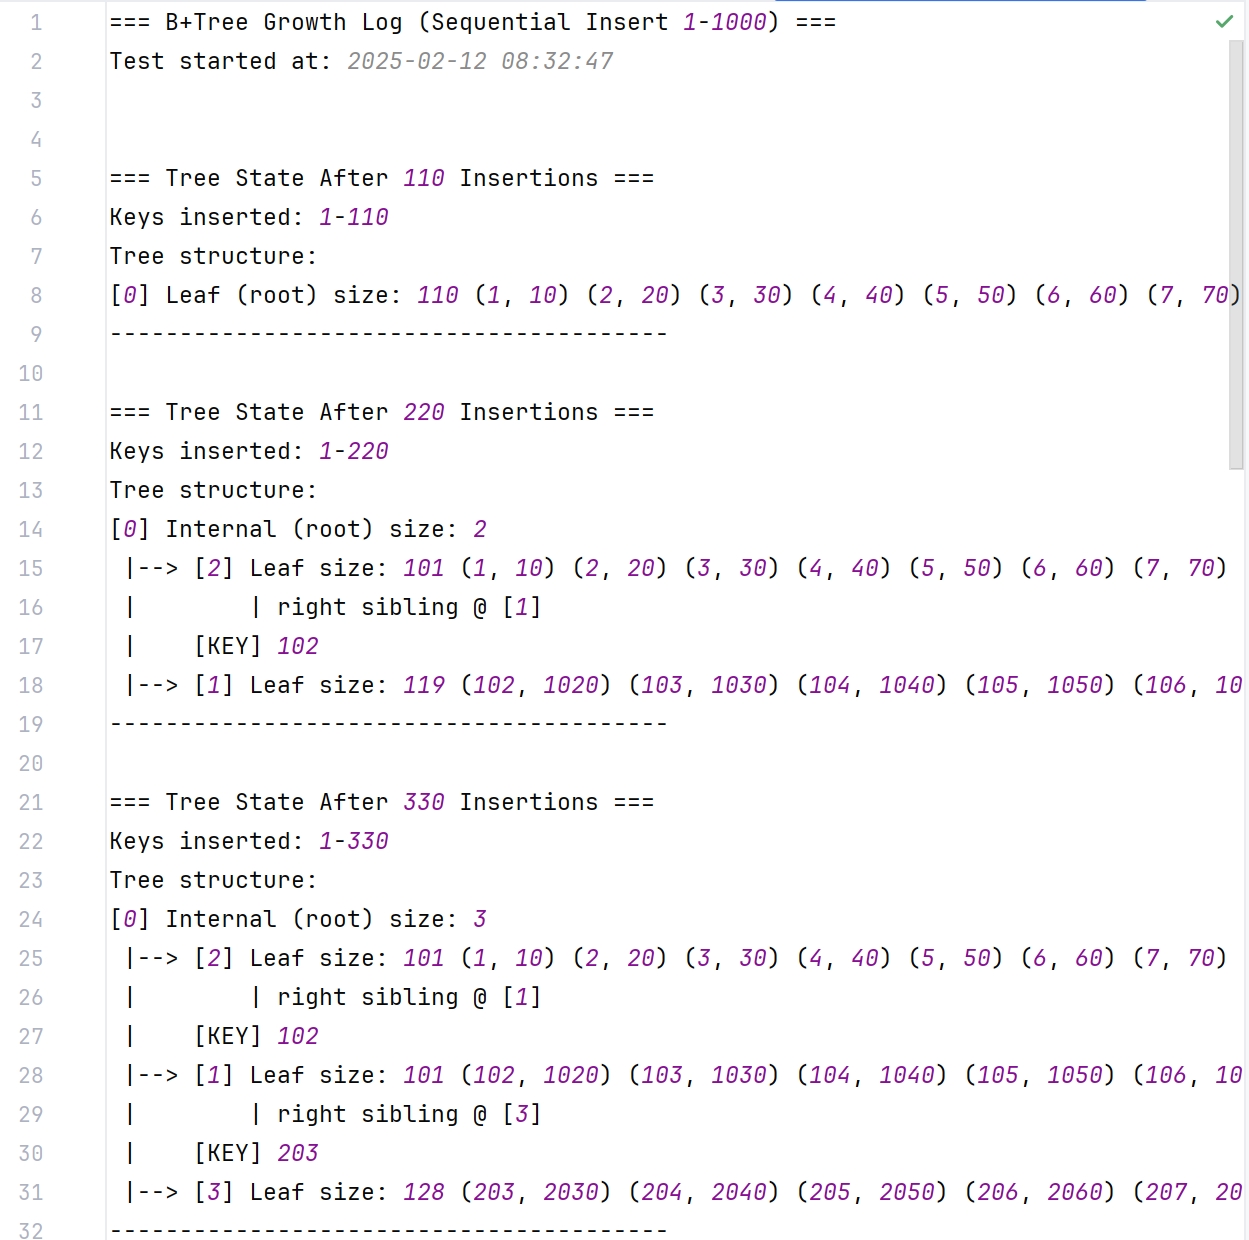 1 === B+Tree Growth Log (Sequential Insert 1-1000) ===
2 Test started at: 2025-02-12 08:32:47
3
4
5 === Tree State After 110 Insertions ===
6 Keys inserted: 1-110
7 Tree structure:
8 [0] Leaf (root) size: 110 (1, 10) (2, 20) (3, 30) (4, 40) (5, 50) (6, 60) (7, 70)
9 ----------------------------------------
10
11 === Tree State After 220 Insertions ===
12 Keys inserted: 1-220
13 Tree structure:
14 [0] Internal (root) size: 2
15  |--> [2] Leaf size: 101 (1, 10) (2, 20) (3, 30) (4, 40) (5, 50) (6, 60) (7, 70)
16  |        | right sibling @ [1]
17  |    [KEY] 102
18  |--> [1] Leaf size: 119 (102, 1020) (103, 1030) (104, 1040) (105, 1050) (106, 10
19 ----------------------------------------
20
21 === Tree State After 330 Insertions ===
22 Keys inserted: 1-330
23 Tree structure:
24 [0] Internal (root) size: 3
25  |--> [2] Leaf size: 101 (1, 10) (2, 20) (3, 30) (4, 40) (5, 50) (6, 60) (7, 70)
26  |        | right sibling @ [1]
27  |    [KEY] 102
28  |--> [1] Leaf size: 101 (102, 1020) (103, 1030) (104, 1040) (105, 1050) (106, 10
29  |        | right sibling @ [3]
30  |    [KEY] 203
31  |--> [3] Leaf size: 128 (203, 2030) (204, 2040) (205, 2050) (206, 2060) (207, 20
32 ----------------------------------------